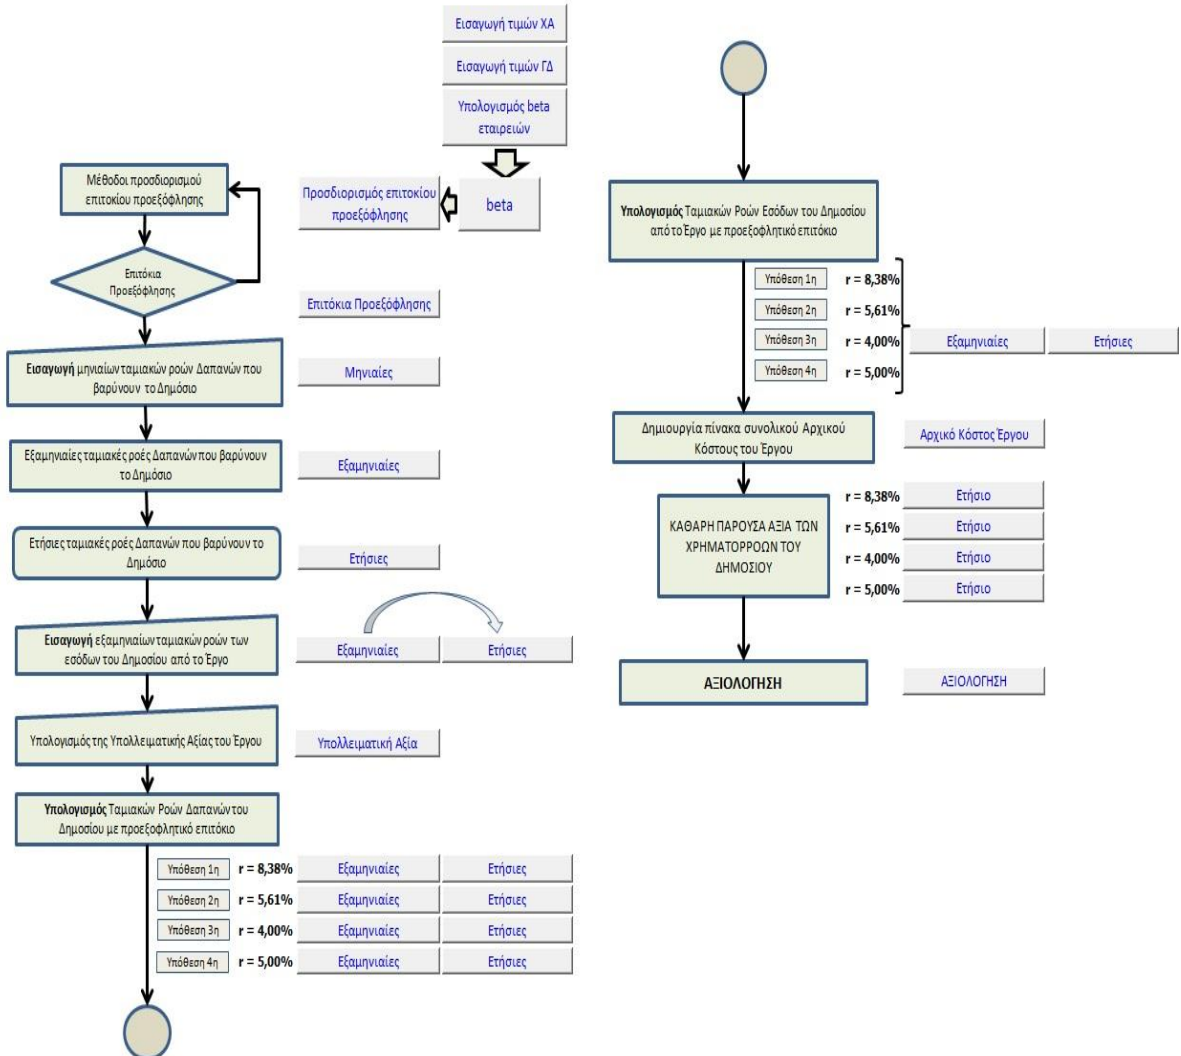 Εισαγωγή τιμών ΧΑ
Εισαγωγή τιμών ΓΔ
Υπολογισμός beta
εταιρειών
Μέθοδοι προσδιορισμού
επιτοκίου προεξόφλησης
Προσδιορισμός επιτοκίου
προεξόφλησης
beta
Επιτόκια
Προεξόφλησης
Επιτόκια Προεξόφλησης
Εισαγωγή μηνιαίων ταμιακών ροών Δαπανών που
βαρύνουν το Δημόσιο
Μηνιαίες
Εξαμηνιαίες ταμιακές ροές Δαπανών που βαρύνουν
το Δημόσιο
Εξαμηνιαίες
Ετήσιες ταμιακές ροές Δαπανών που βαρύνουν το
Δημόσιο
Ετήσιες
Εισαγωγή εξαμηνιαίων ταμιακών ροών των
εσόδων του Δημοσίου από το Έργο
Εξαμηνιαίες
Ετήσιες
Υπολογισμός της Υπολλειματικής Αξίας του Έργου
Υπολλειματική Αξία
Υπολογισμός Ταμιακών Ροών Δαπανών του
Δημοσίου με προεξοφλητικό επιτόκιο
Υπόθεση 1η r = 8,38% Εξαμηνιαίες Ετήσιες
Υπόθεση 2η r = 5,61% Εξαμηνιαίες Ετήσιες
Υπόθεση 3η r = 4,00% Εξαμηνιαίες Ετήσιες
Υπόθεση 4η r = 5,00% Εξαμηνιαίες Ετήσιες
Υπολογισμός Ταμιακών Ροών Εσόδων του Δημοσίου
από το Έργο με προεξοφλητικό επιτόκιο
Υπόθεση 1η r = 8,38%
Υπόθεση 2η r = 5,61%
Υπόθεση 3η r = 4,00%
Υπόθεση 4η r = 5,00%
Εξαμηνιαίες
Ετήσιες
Δημιουργία πίνακα συνολικού Αρχικού
Κόστους του Έργου
Αρχικό Κόστος Έργου
ΚΑΘΑΡΗ ΠΑΡΟΥΣΑ ΑΞΙΑ ΤΩΝ
ΧΡΗΜΑΤΟΡΡΟΩΝ ΤΟΥ
ΔΗΜΟΣΙΟΥ
r = 8,38% Ετήσιο
r = 5,61% Ετήσιο
r = 4,00% Ετήσιο
r = 5,00% Ετήσιο
ΑΞΙΟΛΟΓΗΣΗ
ΑΞΙΟΛΟΓΗΣΗ